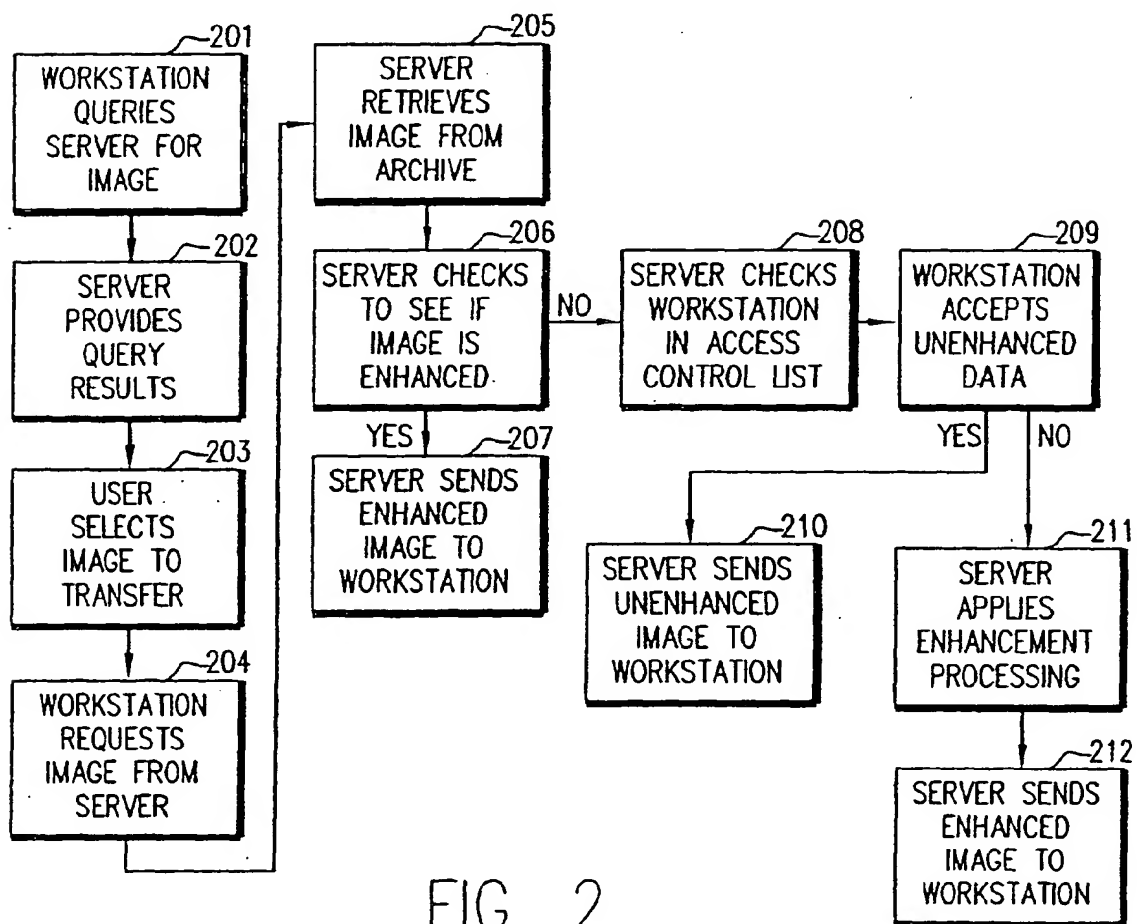 201
WORKSTATION
QUERIES
SERVER FOR
IMAGE
202
SERVER
PROVIDES
QUERY
RESULTS
203
USER
SELECTS
IMAGE TO
TRANSFER
204
WORKSTATION
REQUESTS
IMAGE FROM
SERVER
205
SERVER
RETRIEVES
IMAGE FROM
ARCHIVE
206
SERVER CHECKS
TO SEE IF
IMAGE IS
ENHANCED
NO
YES
207
SERVER SENDS
ENHANCED
IMAGE TO
WORKSTATION
208
SERVER CHECKS
WORKSTATION
IN ACCESS
CONTROL LIST
209
WORKSTATION
ACCEPTS
UNENHANCED
DATA
YES
NO
210
SERVER SENDS
UNENHANCED
IMAGE TO
WORKSTATION
211
SERVER
APPLIES
ENHANCEMENT
PROCESSING
212
SERVER SENDS
ENHANCED
IMAGE TO
WORKSTATION
FIG. 2